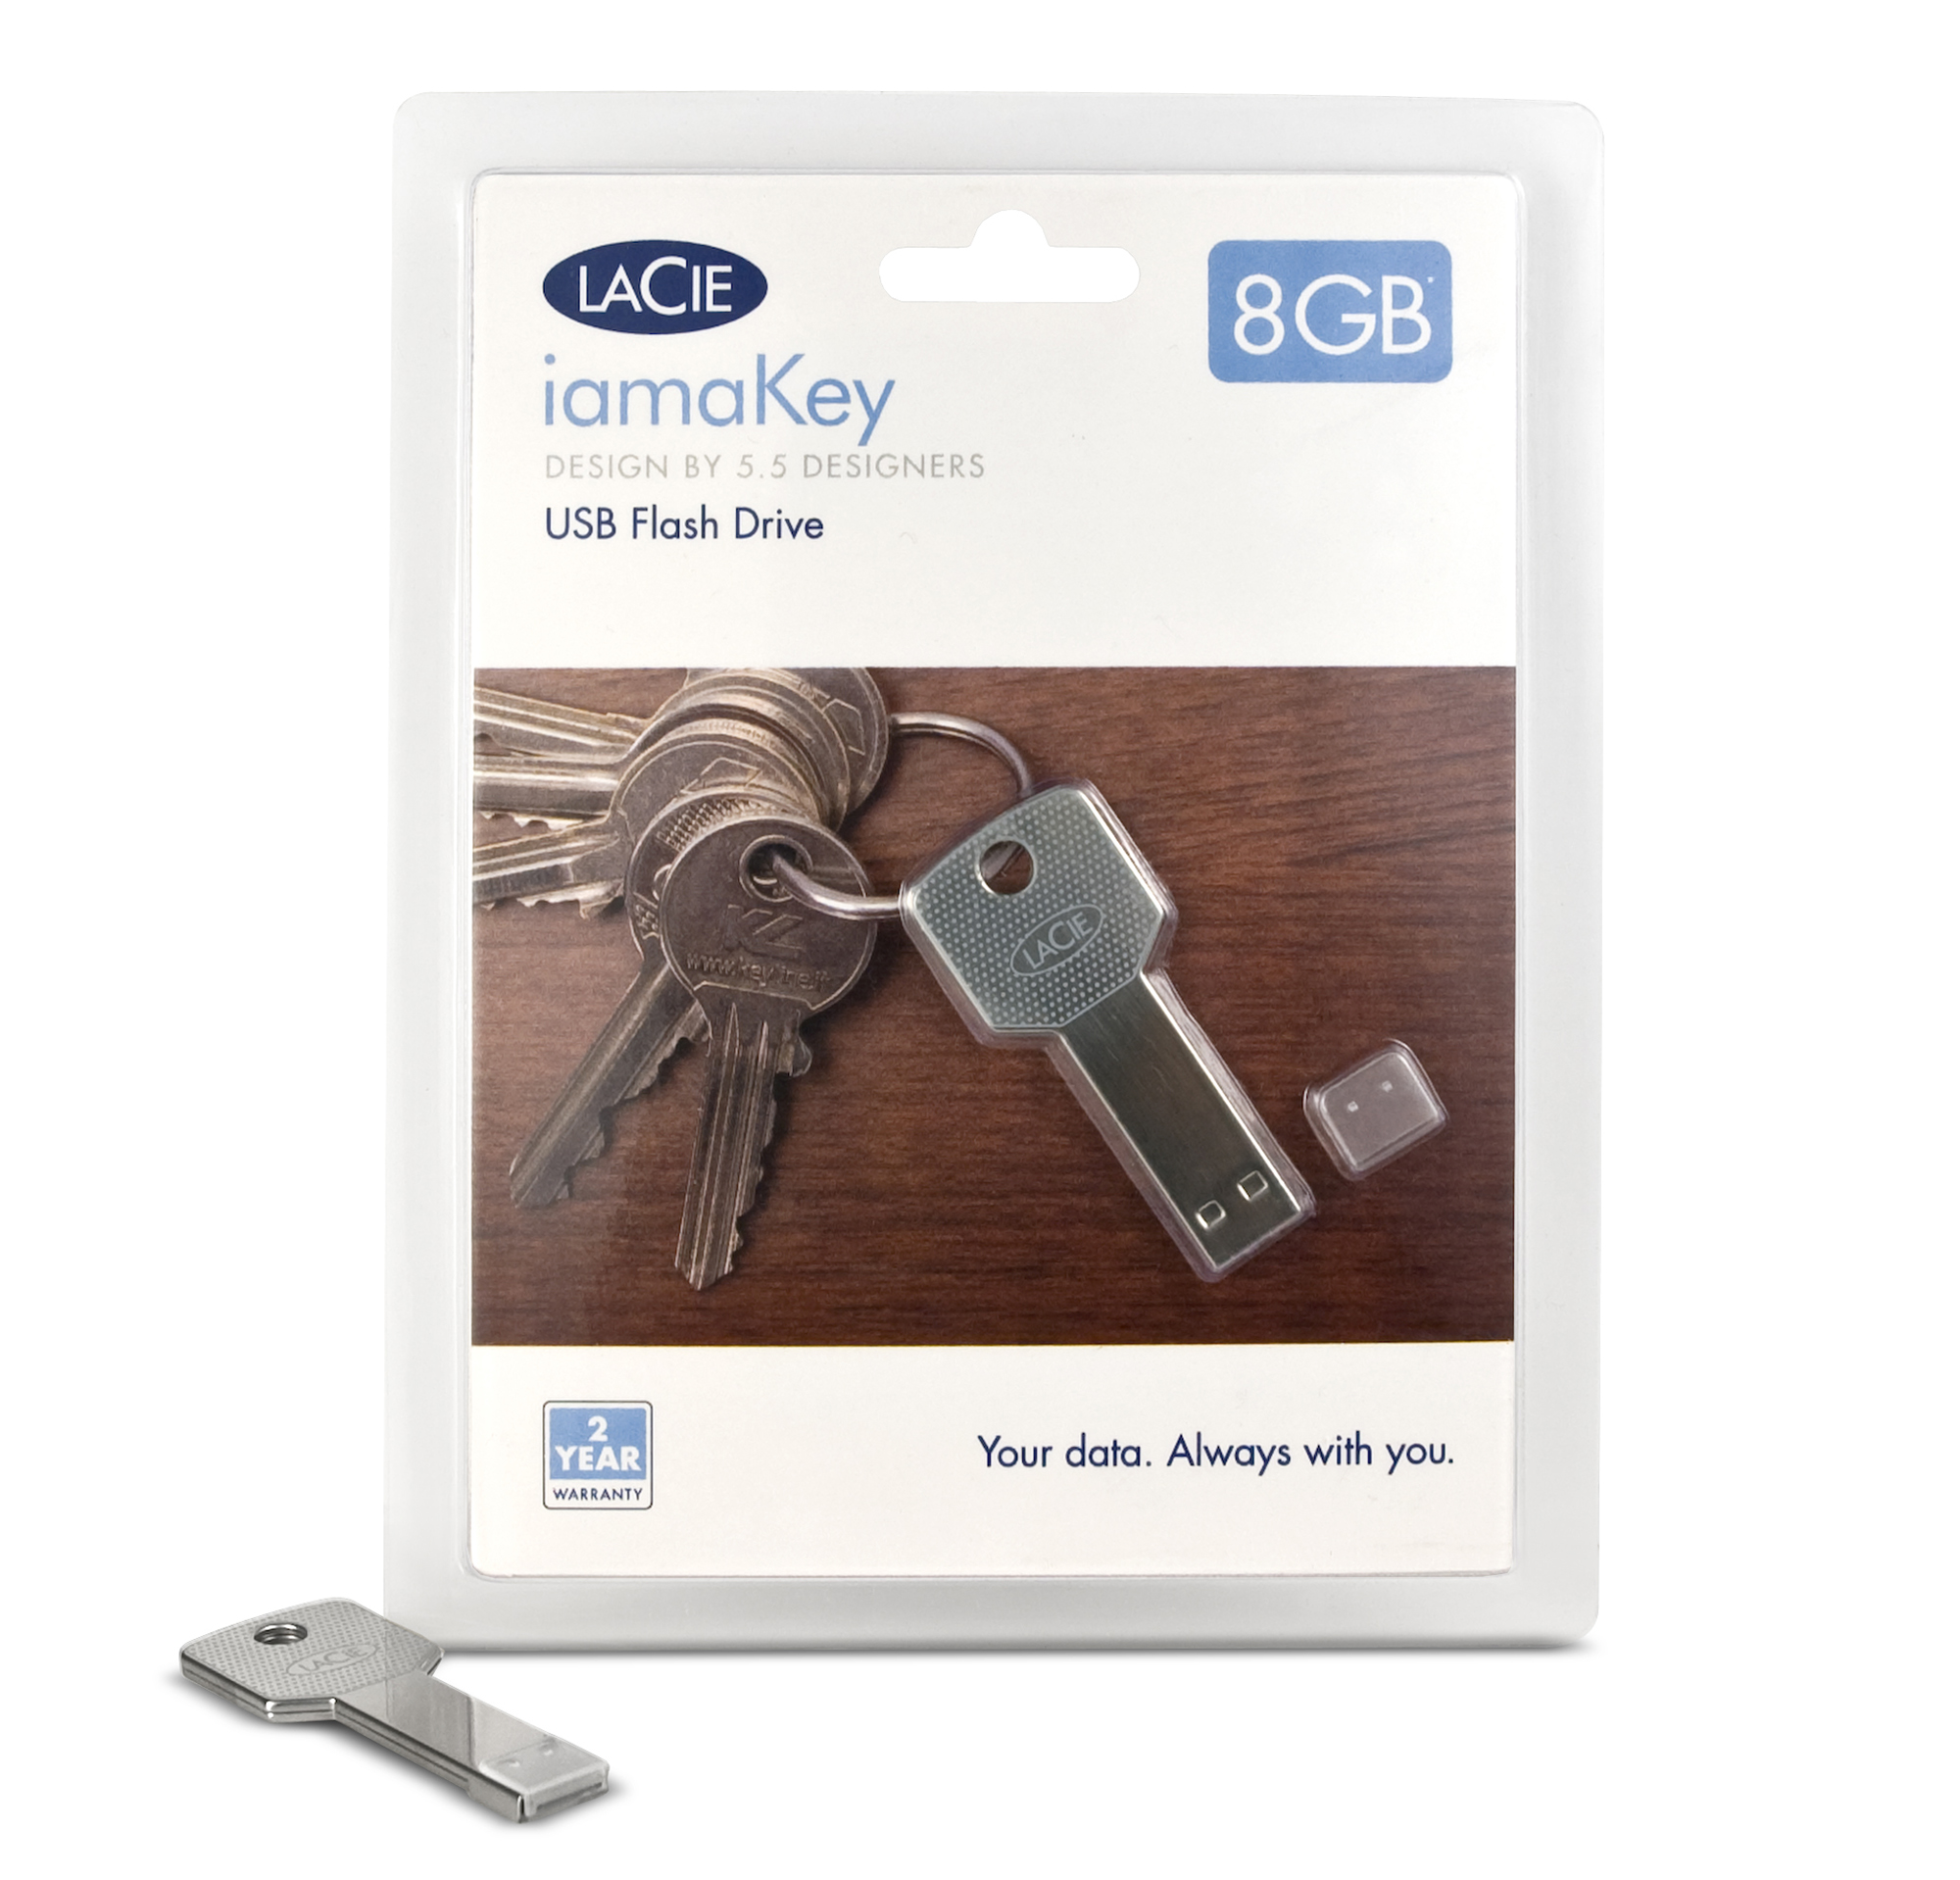 LACIE
8GB*
iamaKey
DESIGN BY 5.5 DESIGNERS
USB Flash Drive
LACIE
2
YEAR
WARRANTY
Your data. Always with you.
LACIE